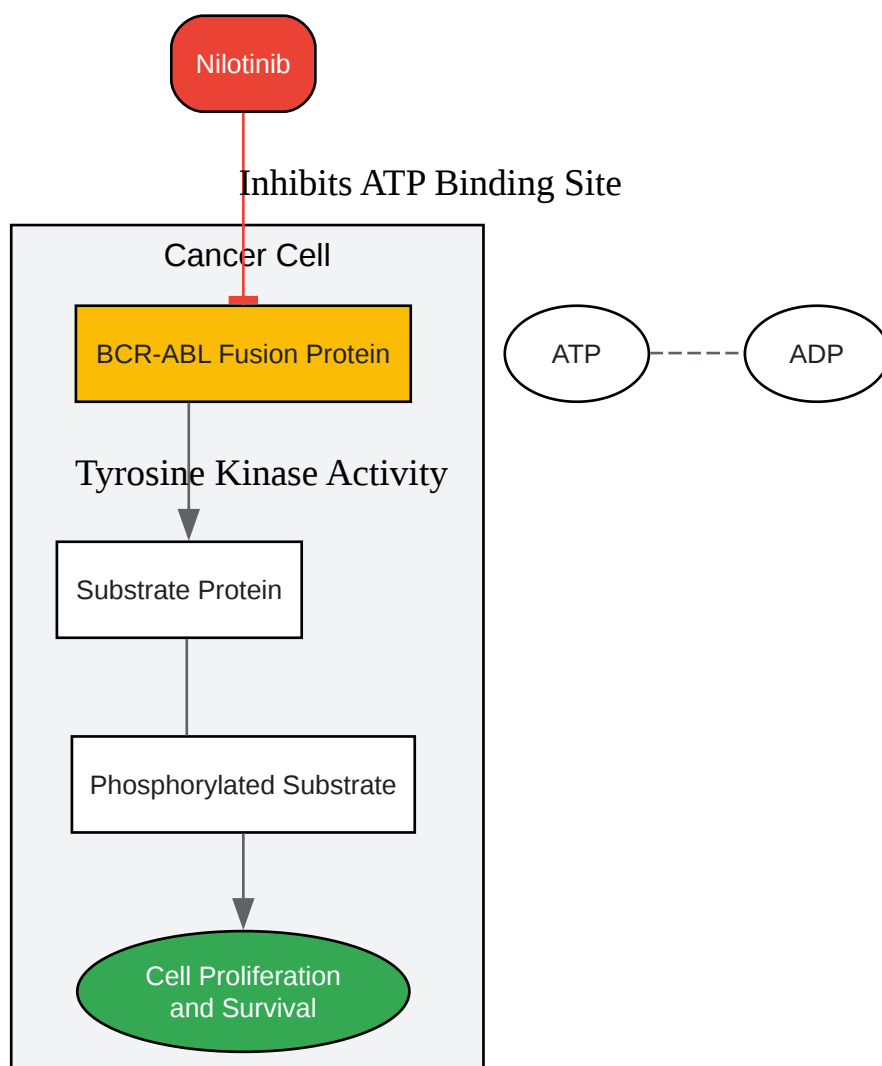 Nilotinib
Inhibits ATP Binding Site
Cancer Cell
BCR-ABL Fusion Protein
ATP
ADP
Tyrosine Kinase Activity
Substrate Protein
Phosphorylated Substrate
Cell Proliferation
and Survival